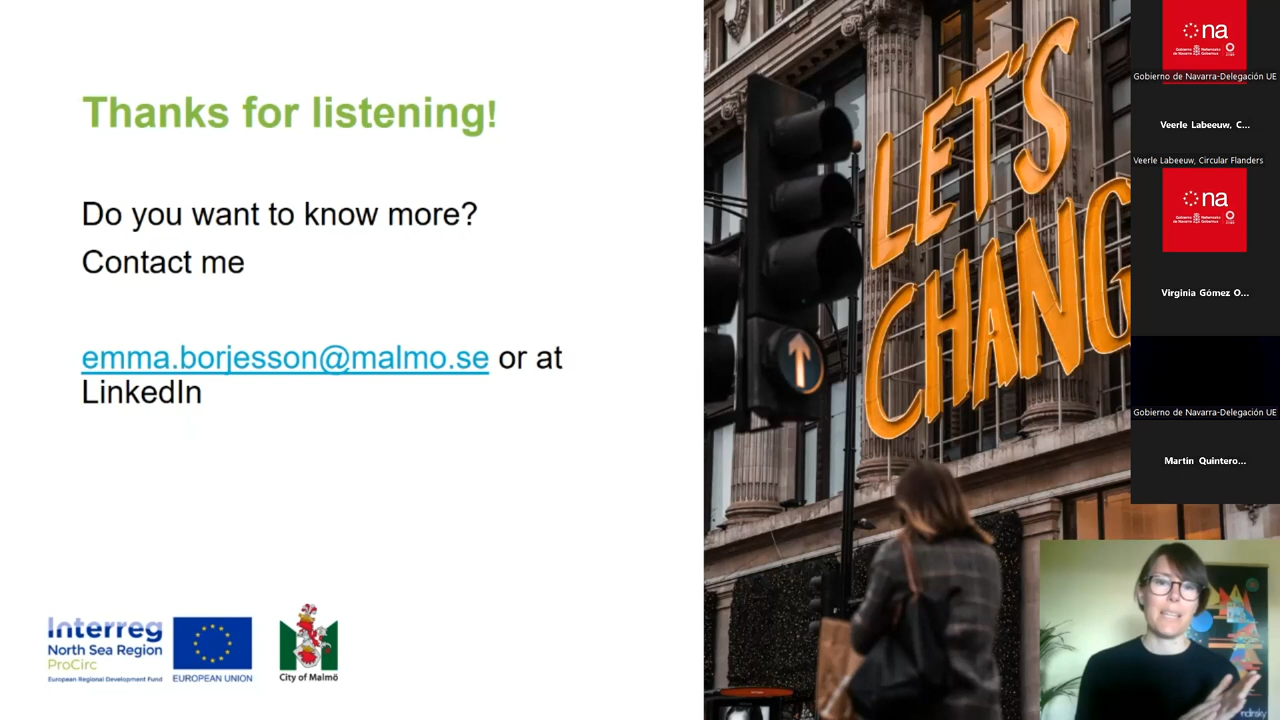 Thanks for listening!
Do you want to know more?
Contact me
emma.borjesson@malmo.se or at
LinkedIn
Interreg
North Sea Region
ProCirc
European Regional Development Fund
EUROPEAN UNION
City of Malmö
LET'S
CHANG
na
Gobierno de Navarra-Delegación UE
Veerle Labeeuw, C...
Veerle Labeeuw, Circular Flanders
na
Virginia Gómez O...
Gobierno de Navarra-Delegación UE
Martin Quintero...